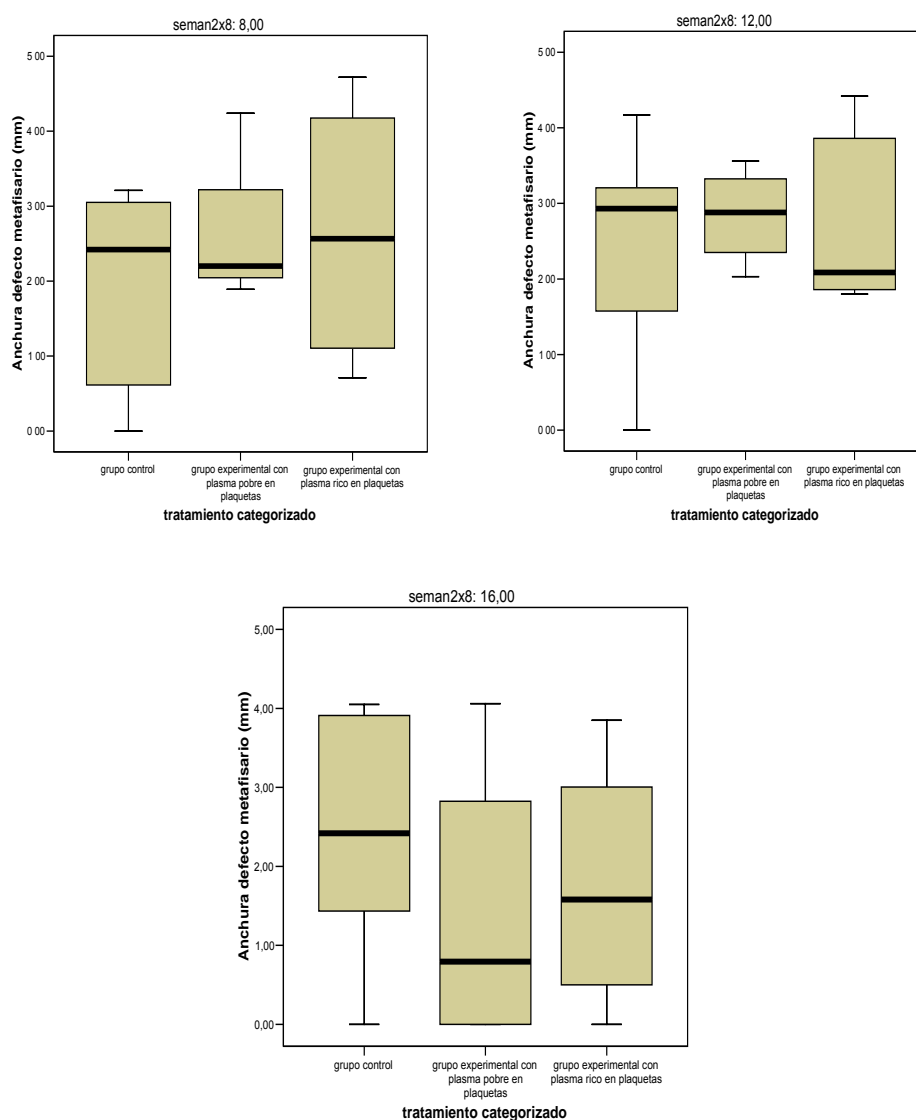 seman2x8: 8,00
Anchura defecto metafisario (mm)
5 00
4 00
3 00
2 00
1 00
0 00
grupo control
grupo experimental con
plasma pobre en
plaquetas
grupo experimental con
plasma rico en plaquetas
tratamiento categorizado
seman2x8: 12,00
Anchura defecto metafisario (mm)
5 00
4 00
3 00
2 00
1 00
0 00
grupo control
grupo experimental con
plasma pobre en
plaquetas
grupo experimental con
plasma rico en plaquetas
tratamiento categorizado
seman2x8: 16,00
Anchura defecto metafisario (mm)
5,00
4,00
3,00
2,00
1,00
0,00
grupo control
grupo experimental con
plasma pobre en
plaquetas
grupo experimental con
plasma rico en plaquetas
tratamiento categorizado